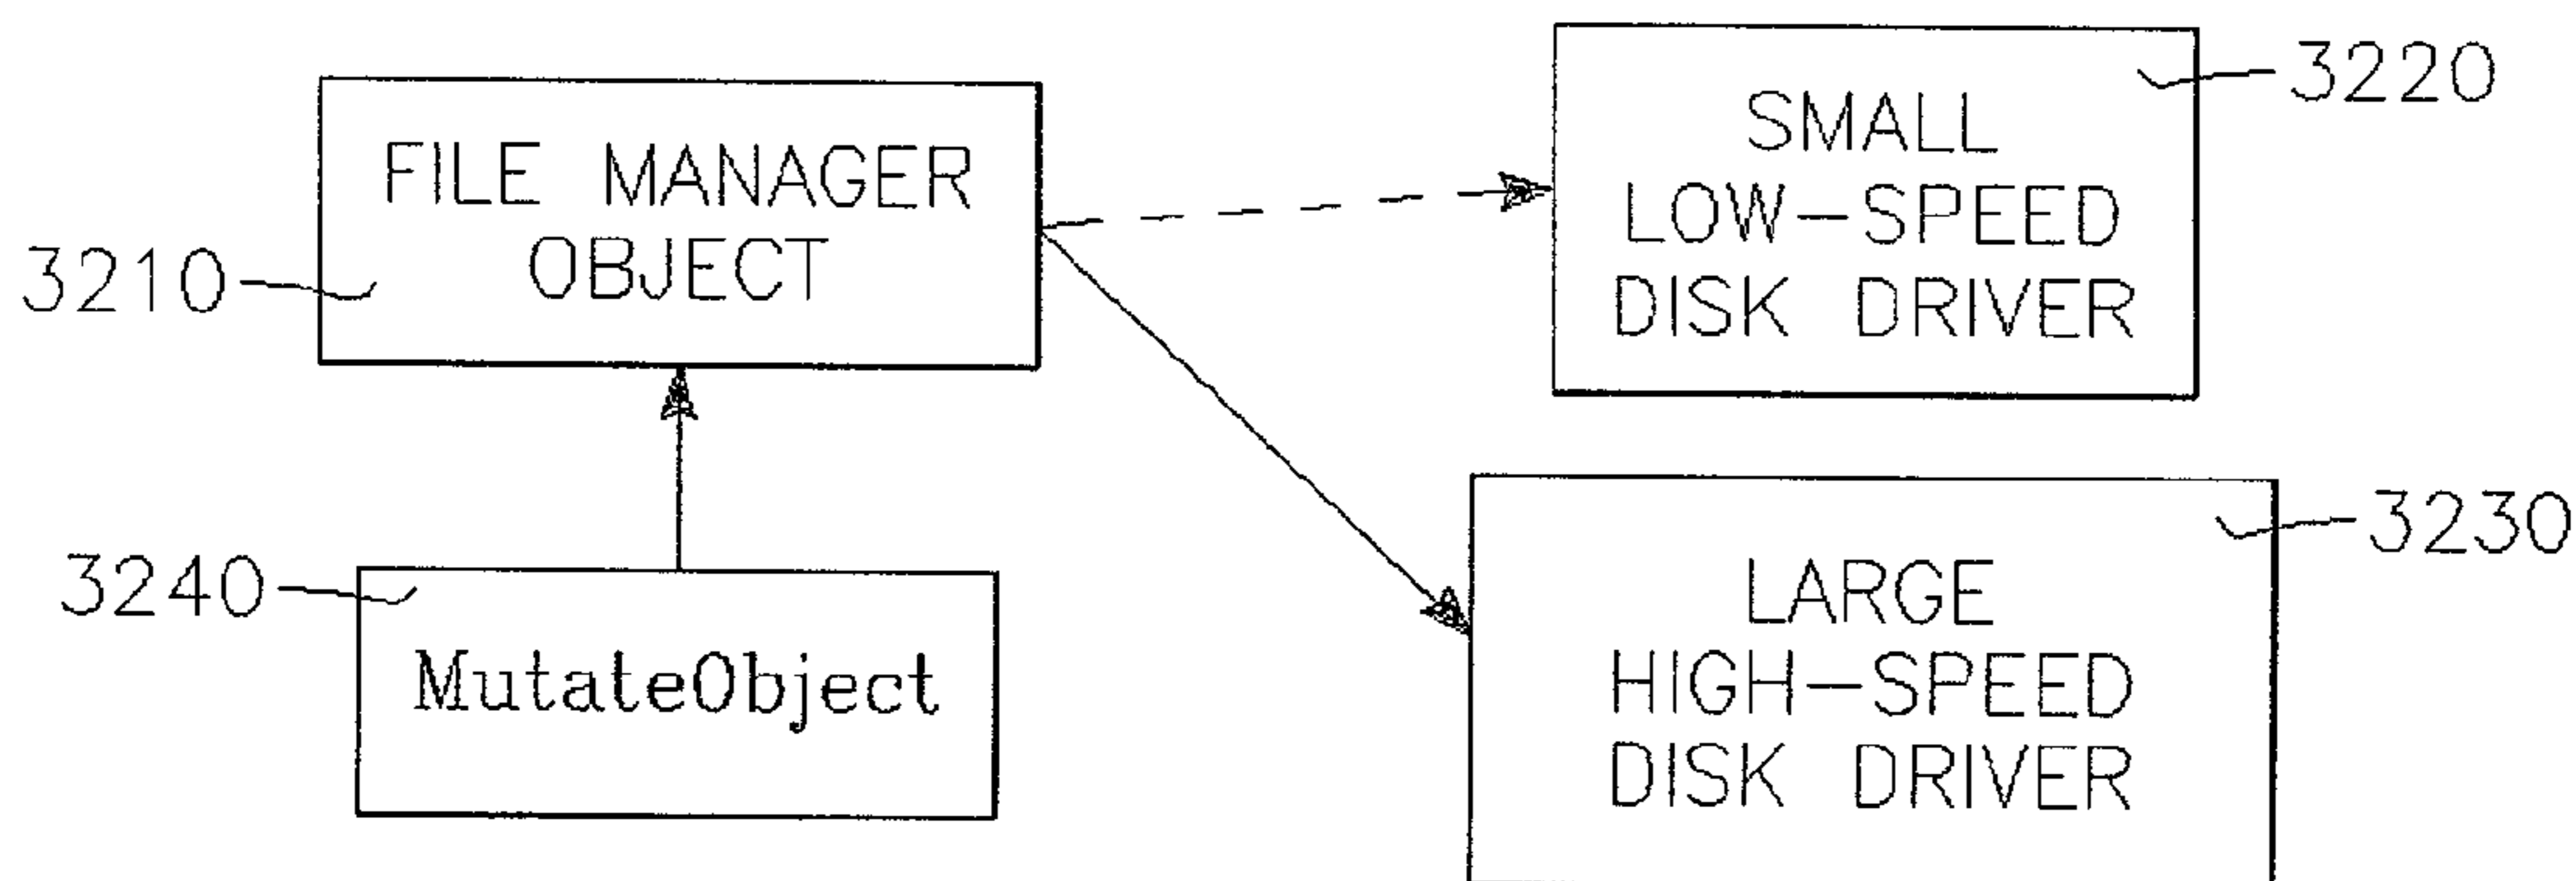 FILE MANAGER
OBJECT
3210
SMALL
LOW-SPEED
DISK DRIVER
3220
3240
MutateObject
LARGE
HIGH-SPEED
DISK DRIVER
3230